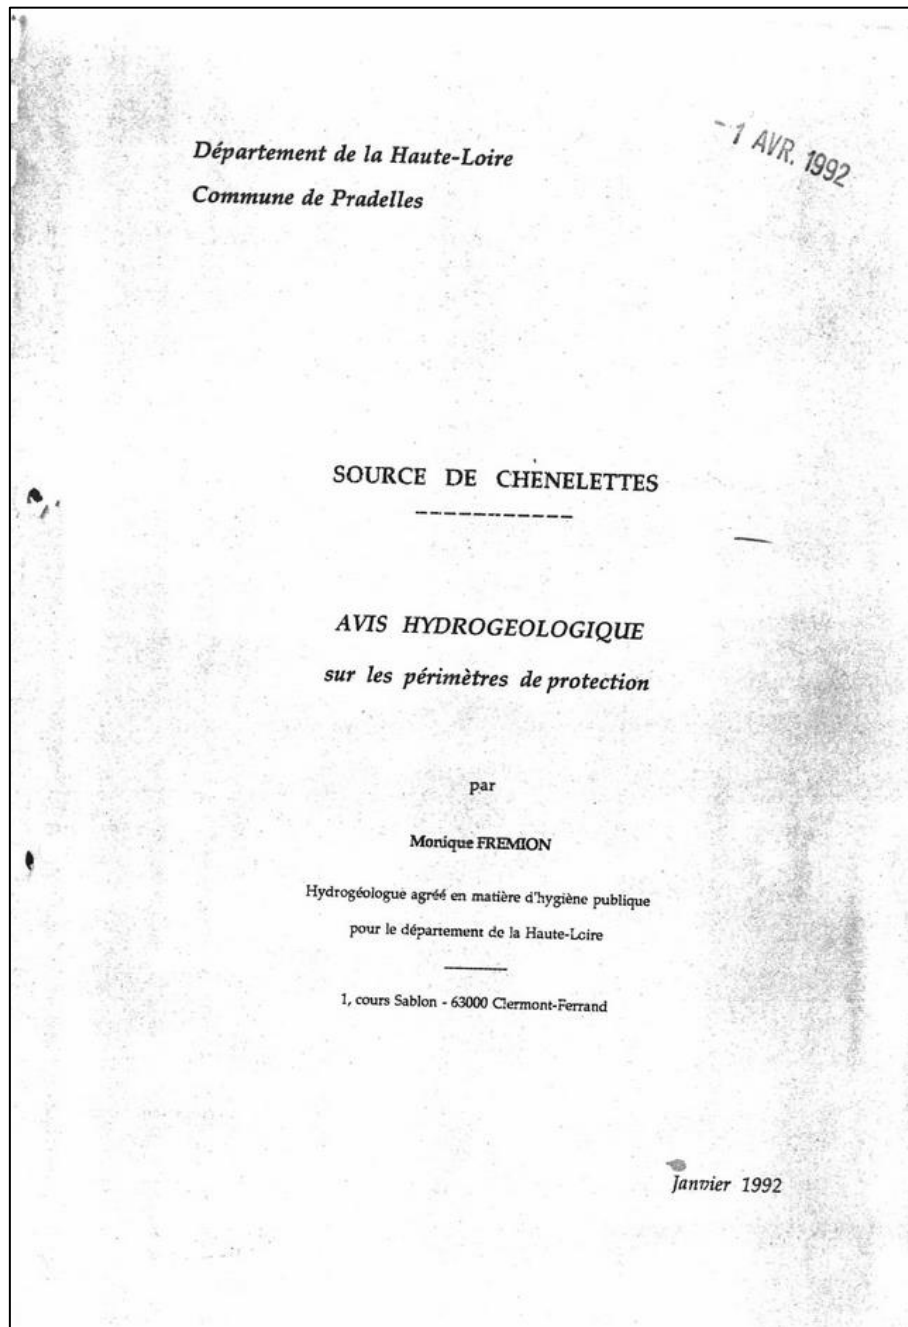 Département de la Haute-Loire
Commune de Pradelles
- 1 AVR. 1992
SOURCE DE CHENELETTES
-----------
AVIS HYDROGEOLOGIQUE
sur les périmètres de protection
par
Monique FREMION
Hydrogéologue agréé en matière d'hygiène publique
pour le département de la Haute-Loire
1, cours Sablon - 63000 Clermont-Ferrand
Janvier 1992